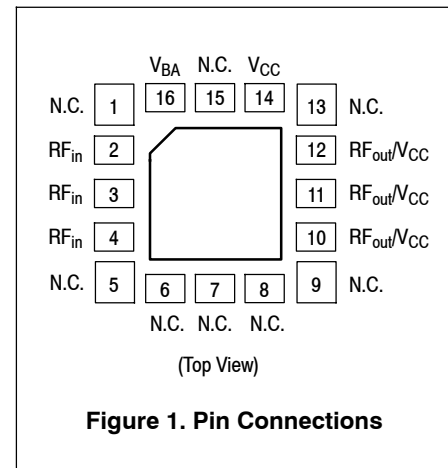 V_BA N.C. V_CC
16 15 14
N.C. 1 13 N.C.
RF_in 2 12 RF_out/V_CC
RF_in 3 11 RF_out/V_CC
RF_in 4 10 RF_out/V_CC
N.C. 5 9 N.C.
6 7 8
N.C. N.C. N.C.
(Top View)
Figure 1. Pin Connections